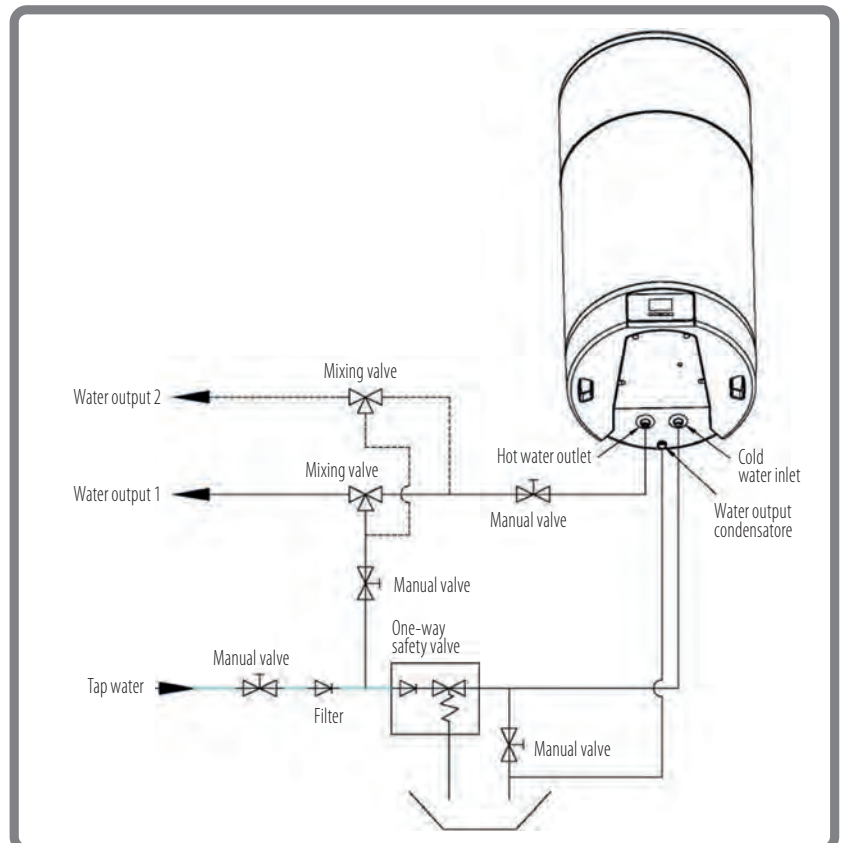 Mixing valve
Water output 2
Hot water outlet
Cold
water inlet
Mixing valve
Water output 1
Manual valve
Water output
condensatore
Manual valve
One-way
safety valve
Manual valve
Tap water
Filter
Manual valve